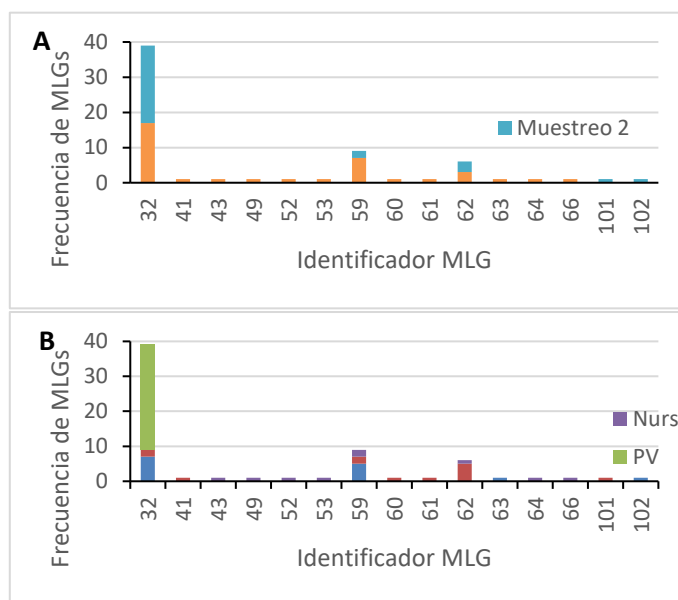 A
Frecuencia de MLGs
40
30
20
10
0
Muestreo 2
32 41 43 49 52 53 59 60 61 62 63 64 66 101 102
Identificador MLG
B
Frecuencia de MLGs
40
30
20
10
0
Nurs
PV
32 41 43 49 52 53 59 60 61 62 63 64 66 101 102
Identificador MLG